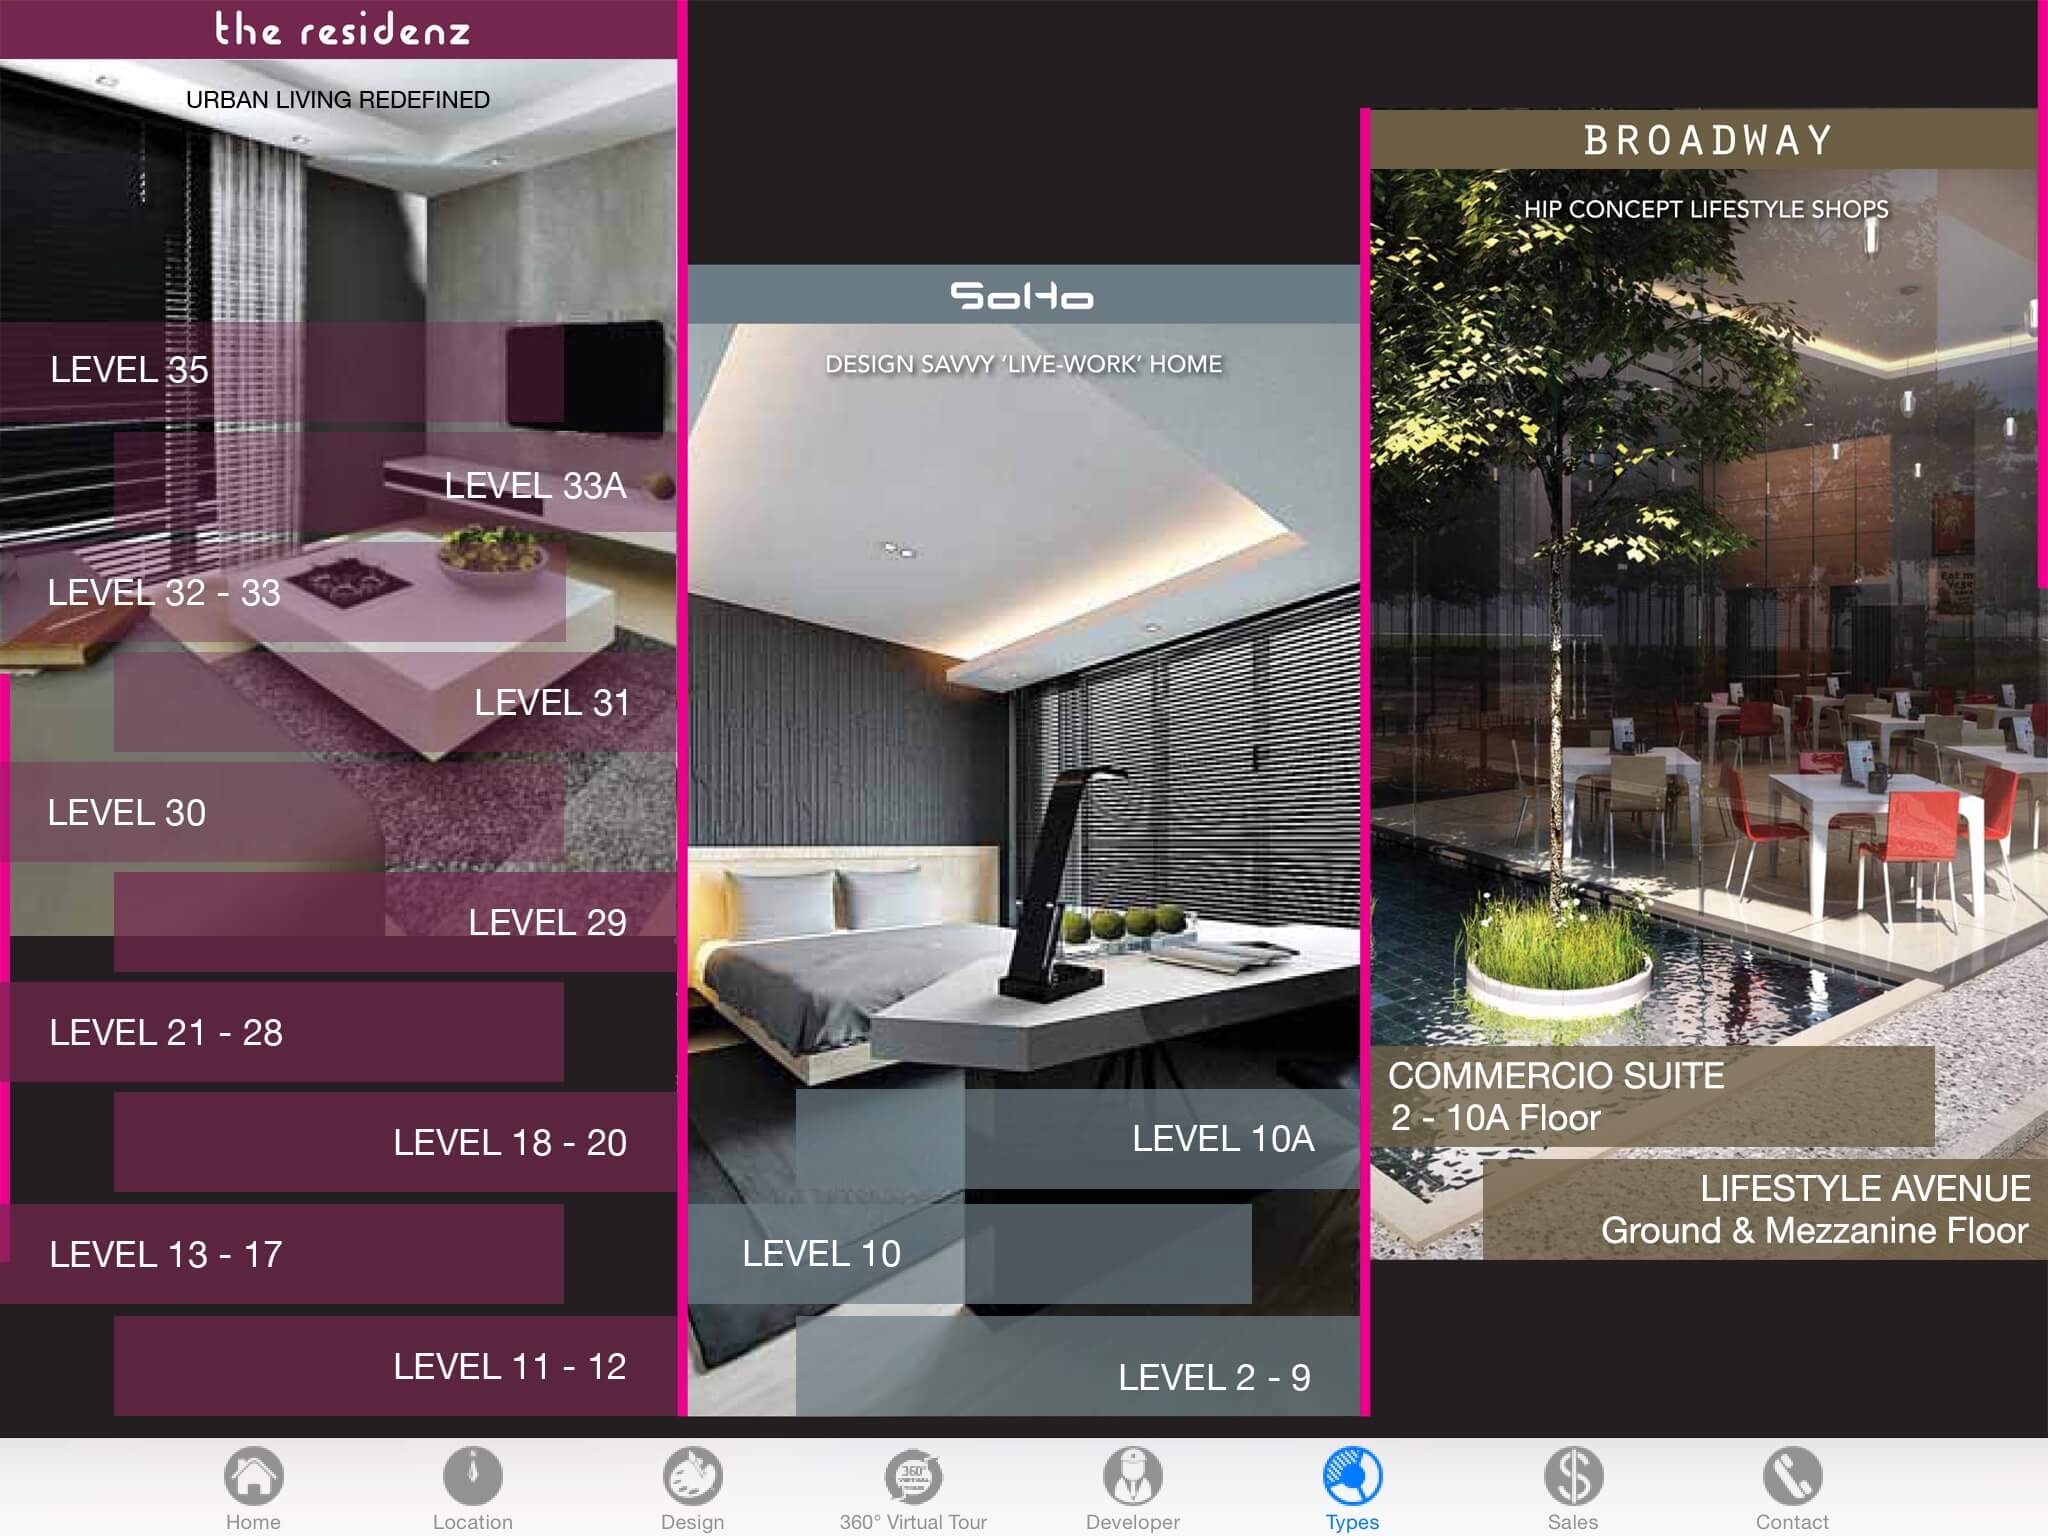 the residenz
URBAN LIVING REDEFINED
LEVEL 35
LEVEL 33A
LEVEL 32 - 33
LEVEL 31
LEVEL 30
LEVEL 29
LEVEL 21 - 28
LEVEL 18 - 20
LEVEL 13 - 17
LEVEL 11 - 12
SoHo
DESIGN SAVVY ‘LIVE-WORK’ HOME
LEVEL 10A
LEVEL 10
LEVEL 2 - 9
BROADWAY
HIP CONCEPT LIFESTYLE SHOPS
COMMERCIO SUITE
2 - 10A Floor
LIFESTYLE AVENUE
Ground & Mezzanine Floor
Home
Location
Design
360°
360° Virtual Tour
Developer
Types
Sales
Contact